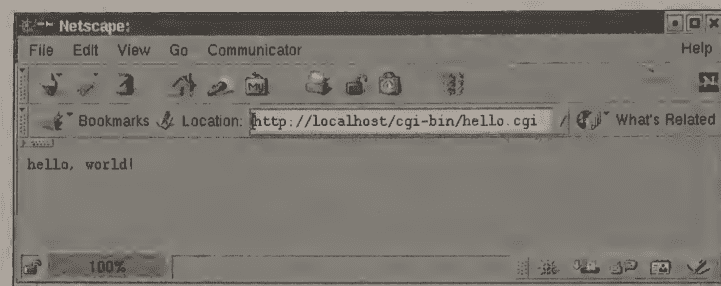 Netscape:
File Edit View Go Communicator Help
My N
Bookmarks Location: http://localhost/cgi-bin/hello.cgi What's Related
hello, world!
100%